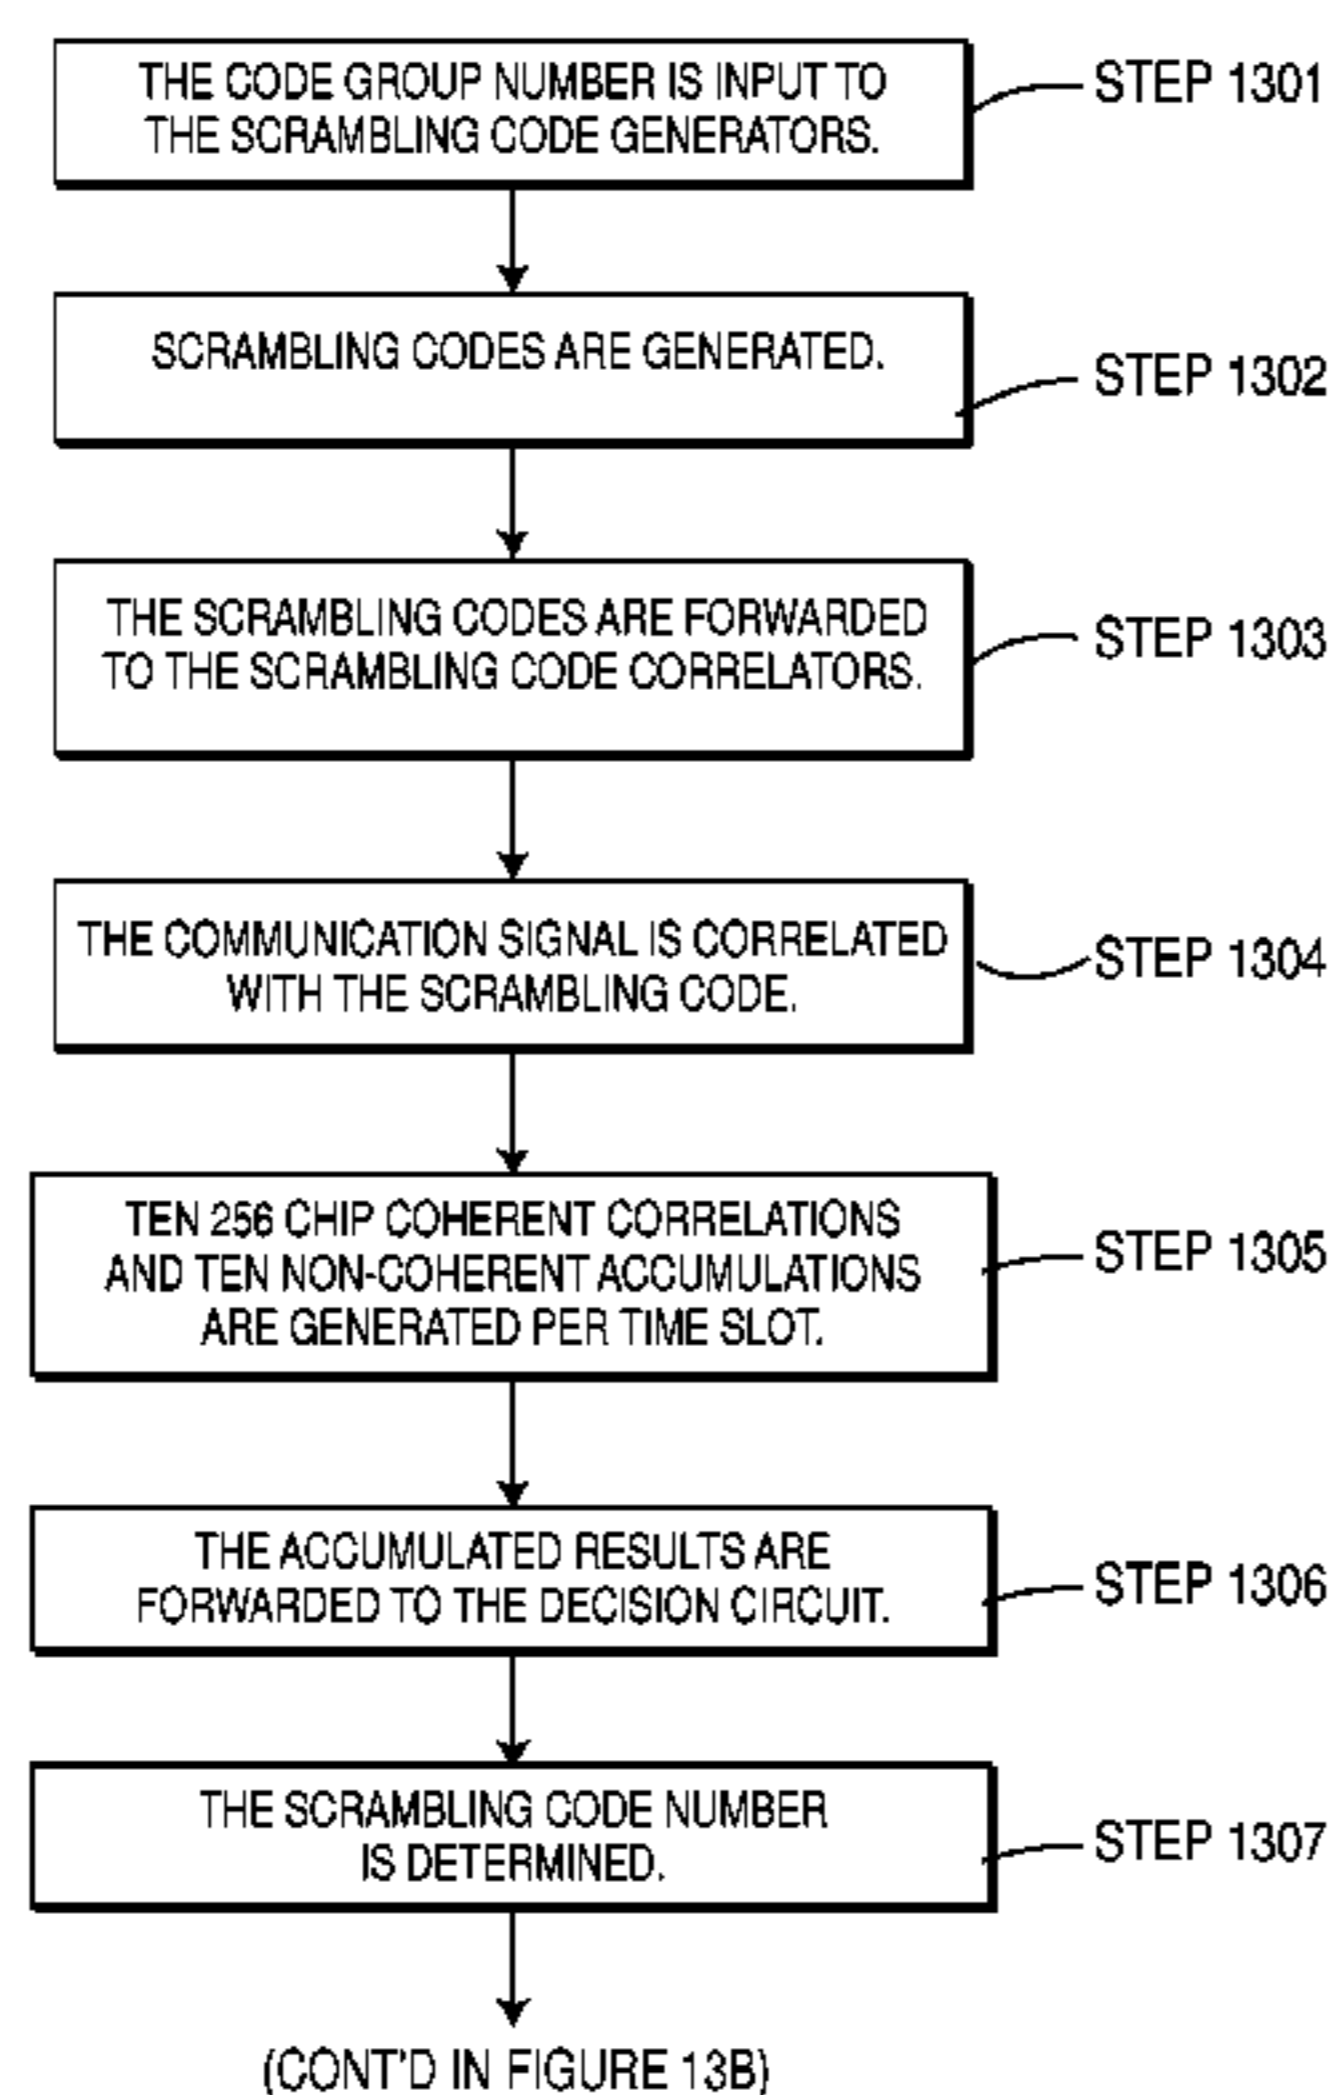 THE CODE GROUP NUMBER IS INPUT TO
THE SCRAMBLING CODE GENERATORS.
STEP 1301
SCRAMBLING CODES ARE GENERATED.
STEP 1302
THE SCRAMBLING CODES ARE FORWARDED
TO THE SCRAMBLING CODE CORRELATORS.
STEP 1303
THE COMMUNICATION SIGNAL IS CORRELATED
WITH THE SCRAMBLING CODE.
STEP 1304
TEN 256 CHIP COHERENT CORRELATIONS
AND TEN NON-COHERENT ACCUMULATIONS
ARE GENERATED PER TIME SLOT.
STEP 1305
THE ACCUMULATED RESULTS ARE
FORWARDED TO THE DECISION CIRCUIT.
STEP 1306
THE SCRAMBLING CODE NUMBER
IS DETERMINED.
STEP 1307
(CONT'D IN FIGURE 13B)